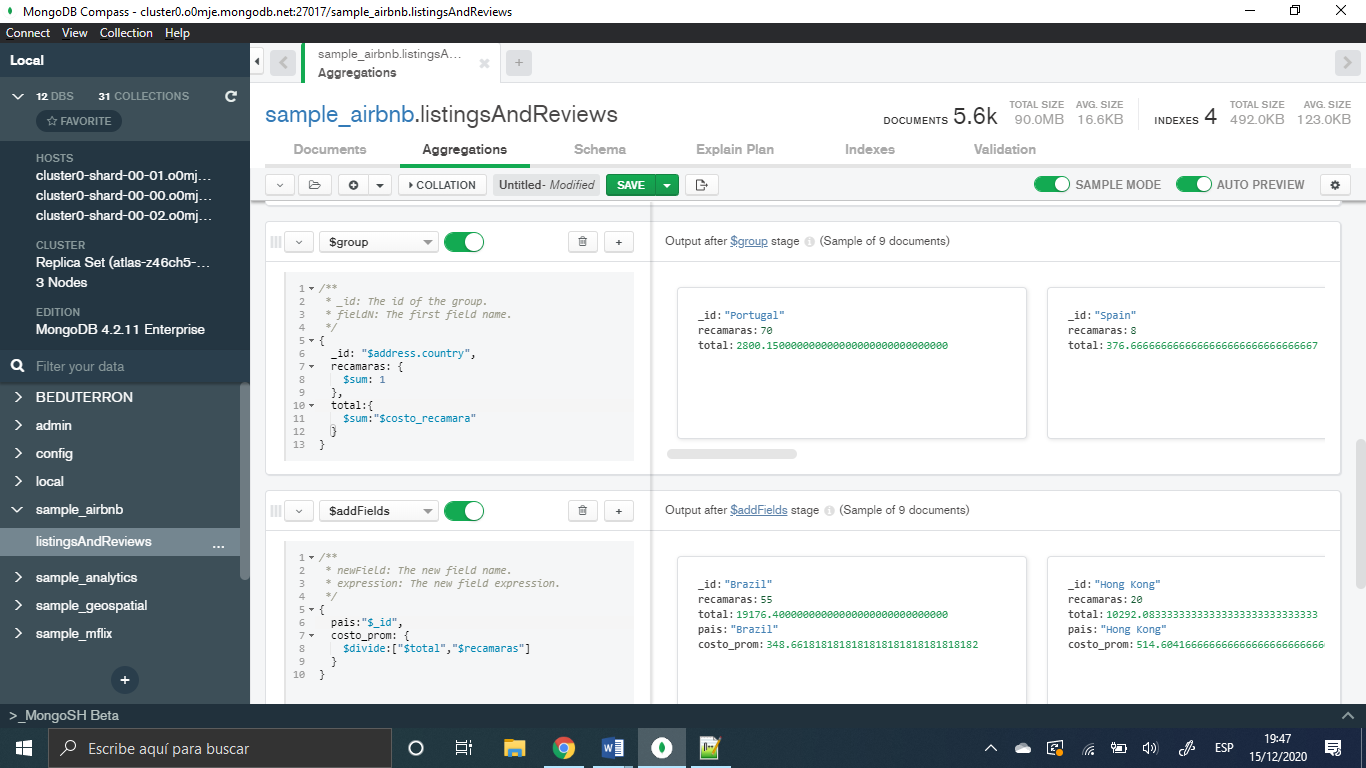 MongoDB Compass - cluster0.o0mje.mongodb.net:27017/sample_airbnb.listingsAndReviews
Connect View Collection Help
Local
12 DBS 31 COLLECTIONS
FAVORITE
HOSTS
cluster0-shard-00-01.o0mj...
cluster0-shard-00-00.o0mj...
cluster0-shard-00-02.o0mj...
CLUSTER
Replica Set (atlas-z46ch5-...
3 Nodes
EDITION
MongoDB 4.2.11 Enterprise
Filter your data
BEDUTERRON
admin
config
local
sample_airbnb
listingsAndReviews ...
sample_analytics
sample_geospatial
sample_mflix
+
sample_airbnb.listingsA...
Aggregations
+
sample_airbnb.listingsAndReviews
DOCUMENTS 5.6k TOTAL SIZE 90.0MB AVG. SIZE 16.6KB INDEXES 4 TOTAL SIZE 492.0KB AVG. SIZE 123.0KB
Documents Aggregations Schema Explain Plan Indexes Validation
COLLATION Untitled- Modified SAVE SAMPLE MODE AUTO PREVIEW
$group +
Output after $group stage (Sample of 9 documents)
1 /**
2 * _id: The id of the group.
3 * fieldN: The first field name.
4 */
5 {
6 _id: "$address.country",
7 recamaras: {
8 $sum: 1
9 },
10 total:{
11 $sum:"$costo_recamara"
12 }
13 }
_id: "Portugal"
recamaras: 70
total: 2800.150000000000000000000000000000
_id: "Spain"
recamaras: 8
total: 376.6666666666666666666666666666667
$addFields +
Output after $addFields stage (Sample of 9 documents)
1 /**
2 * newField: The new field name.
3 * expression: The new field expression.
4 */
5 {
6 pais:"$_id",
7 costo_prom: {
8 $divide:["$total","$recamaras"]
9 }
10 }
_id: "Brazil"
recamaras: 55
total: 19176.40000000000000000000000000000
pais: "Brazil"
costo_prom: 348.6618181818181818181818181818182
_id: "Hong Kong"
recamaras: 20
total: 10292.08333333333333333333333333333
pais: "Hong Kong"
costo_prom: 514.604166666666666666666666666
>_MongoSH Beta
Escribe aquí para buscar
ESP
19:47
15/12/2020